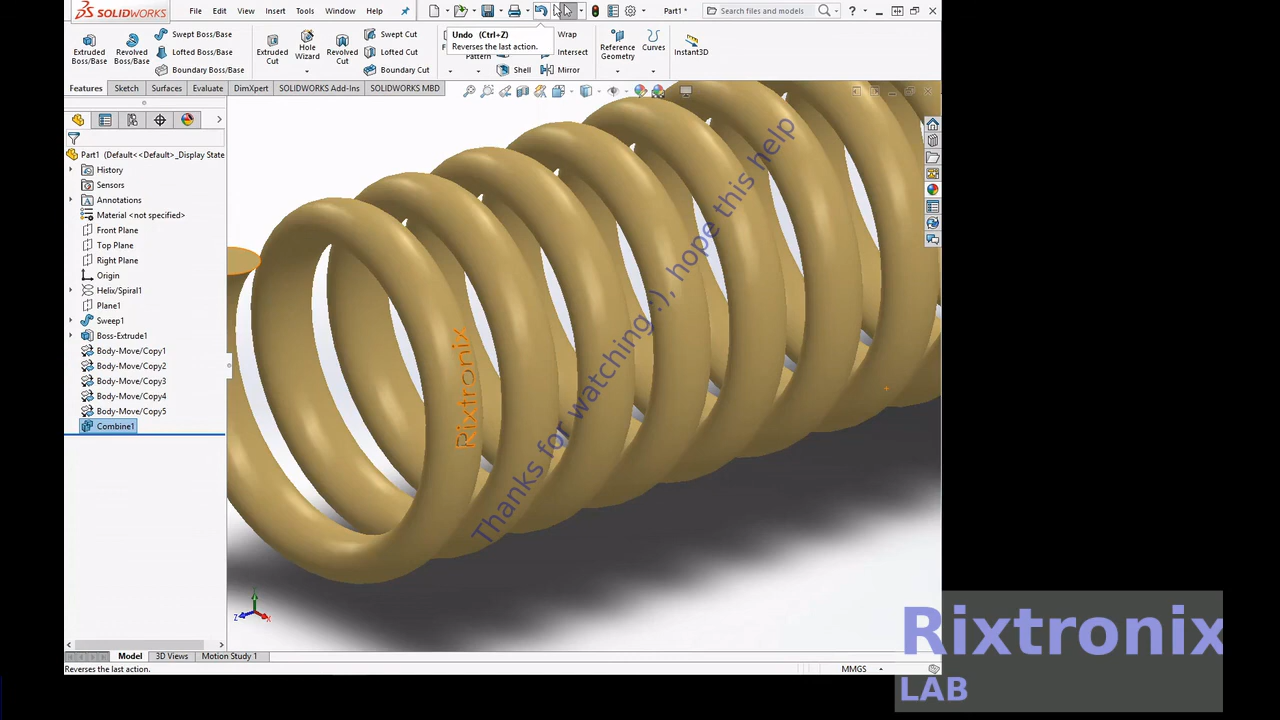 SOLIDWORKS
File
Edit
View
Insert
Tools
Window
Help
Part1 *
Search files and models
?
Extruded Boss/Base
Revolved Boss/Base
Swept Boss/Base
Lofted Boss/Base
Boundary Boss/Base
Extruded Cut
Hole Wizard
Revolved Cut
Swept Cut
Lofted Cut
Boundary Cut
Undo (Ctrl+Z)
Reverses the last action.
Pattern
Shell
Wrap
Intersect
Mirror
Reference Geometry
Curves
Instant3D
Features
Sketch
Surfaces
Evaluate
DimXpert
SOLIDWORKS Add-Ins
SOLIDWORKS MBD
Part1 (Default<<Default>_Display State
History
Sensors
Annotations
Material <not specified>
Front Plane
Top Plane
Right Plane
Origin
Helix/Spiral1
Plane1
Sweep1
Boss-Extrude1
Body-Move/Copy1
Body-Move/Copy2
Body-Move/Copy3
Body-Move/Copy4
Body-Move/Copy5
Combine1
Rixtronix
Thanks for watching :), hope this help
Z
X
Model
3D Views
Motion Study 1
Reverses the last action.
MMGS
Rixtronix
LAB